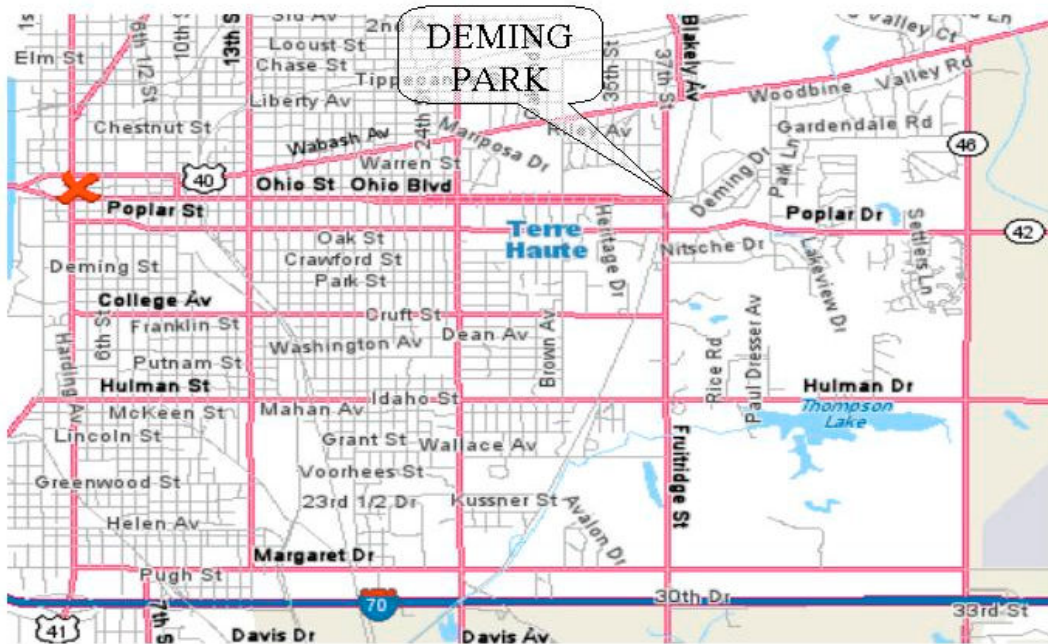 DEMING
PARK
1s
6th 1/2 St
10th St
13th S
3rd Av
2nd A
Locust St
Chase St
Elm St
Tippecanoe
35th St
37th St
Blakely Av
Valley Ct
Ln
Valley Rd
Woodbine
Liberty Av
Chestnut St
Wabash Av
24th
Mariposa Dr
Riley Av
Gardendale Rd
46
Warren St
40
Ohio St
Ohio Blvd
Deming Dr
Park Ln
Poplar St
Poplar Dr
42
Terre
Haute
Oak St
Crawford St
Park St
Heritage Dr
Nitsche Dr
Lakeview Dr
Settlers Ln
Deming St
College Av
Cruft St
Franklin St
6th St
Harding Av
Washington Av
Dean Av
Brown Av
Rice Rd
Paul Dresser Av
Putnam St
Hulman St
Idaho St
Hulman Dr
Thompson
Lake
McKeen St
Mahan Av
Lincoln St
Grant St
Wallace Av
Fruitridge St
Greenwood St
Voorhees St
23rd 1/2 Dr
Kussner St
Avalon Dr
Helen Av
Margaret Dr
Pugh St
70
30th Dr
33rd St
41
7th S
Davis Dr
Davis Av